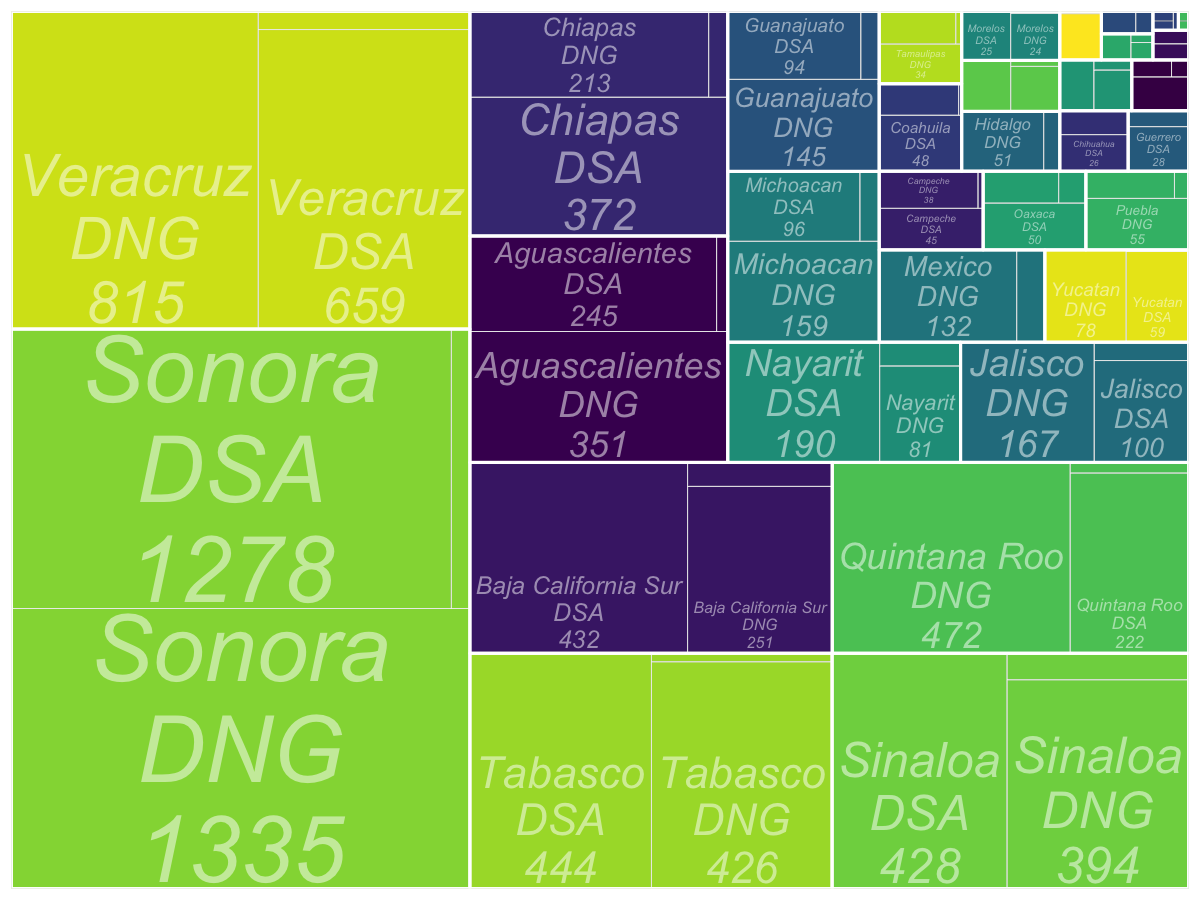 Veracruz
DNG
815
Veracruz
DSA
659
Sonora
DSA
1278
Sonora
DNG
1335
Chiapas
DNG
213
Chiapas
DSA
372
Aguascalientes
DSA
245
Aguascalientes
DNG
351
Guanajuato
DSA
94
Guanajuato
DNG
145
Michoacan
DSA
96
Michoacan
DNG
159
Tamaulipas
DNG
34
Coahuila
DSA
48
Morelos
DSA
25
Morelos
DNG
24
Hidalgo
DNG
51
Chihuahua
DSA
26
Guerrero
DSA
28
Campeche
DNG
38
Campeche
DSA
45
Oaxaca
DSA
50
Puebla
DNG
55
Mexico
DNG
132
Yucatan
DNG
78
Yucatan
DSA
59
Nayarit
DSA
190
Nayarit
DNG
81
Jalisco
DNG
167
Jalisco
DSA
100
Baja California Sur
DSA
432
Baja California Sur
DNG
251
Quintana Roo
DNG
472
Quintana Roo
DSA
222
Tabasco
DSA
444
Tabasco
DNG
426
Sinaloa
DSA
428
Sinaloa
DNG
394